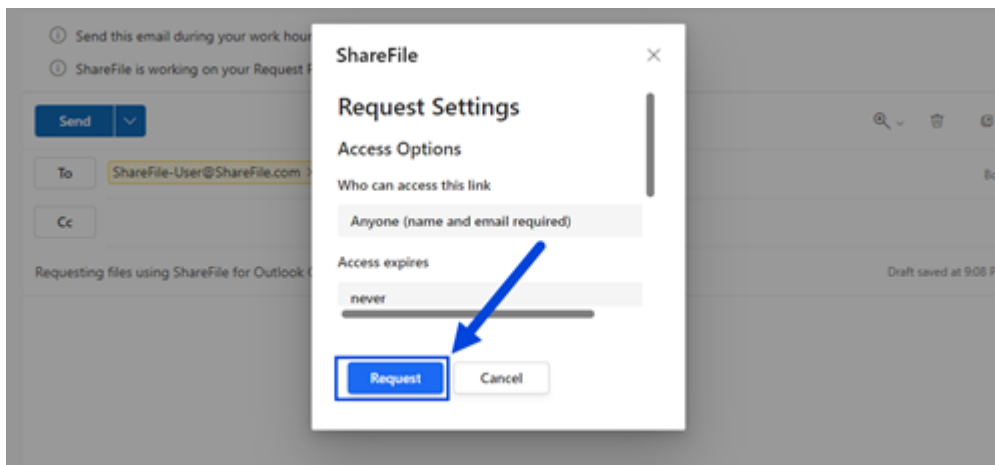 Send this email during your work hour
ShareFile is working on your Request
Send
To
ShareFile-User@ShareFile.com
Cc
Requesting files using ShareFile for Outlook
Draft saved at 9:08
ShareFile
Request Settings
Access Options
Who can access this link
Anyone (name and email required)
Access expires
never
Request
Cancel